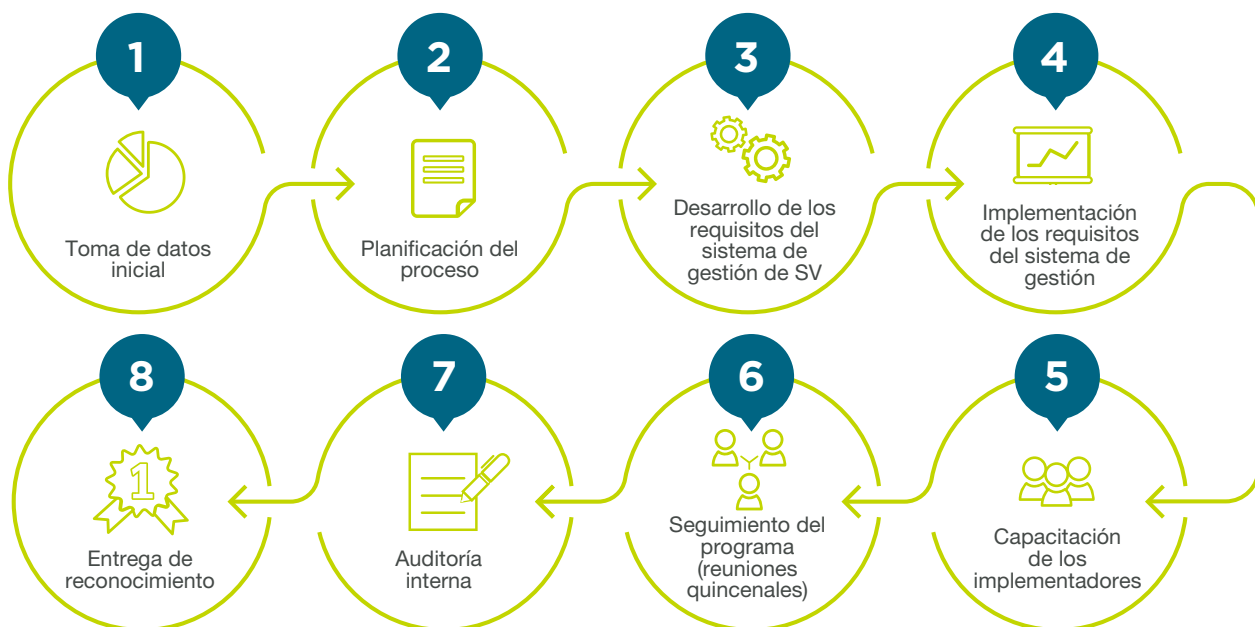 1
Toma de datos
inicial
2
Planificación del
proceso
3
Desarrollo de los
requisitos del
sistema de
gestión de SV
4
Implementación
de los requisitos
del sistema de
gestión
5
Capacitación
de los
implementadores
6
Seguimiento del
programa
(reuniones
quincenales)
7
Auditoría
interna
8
1
Entrega de
reconocimiento